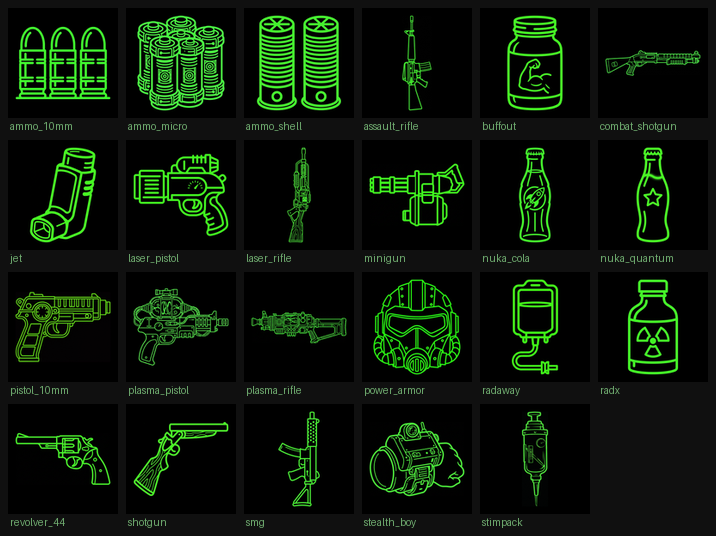 ammo_10mm
ammo_micro
ammo_shell
assault_rifle
buffout
combat_shotgun
jet
laser_pistol
laser_rifle
minigun
nuka_cola
nuka_quantum
pistol_10mm
plasma_pistol
plasma_rifle
power_armor
radaway
radx
revolver_44
shotgun
smg
stealth_boy
stimpack